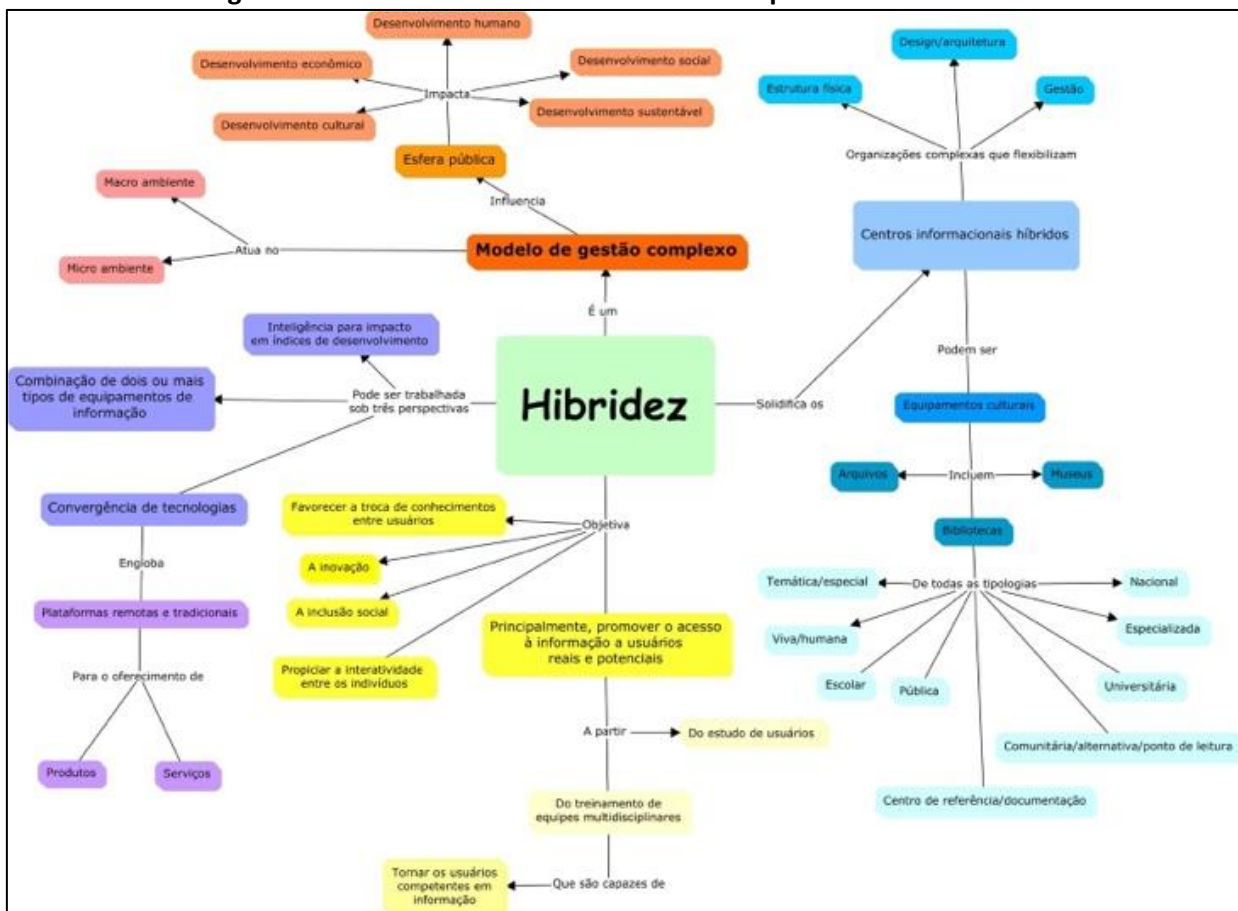 Desenvolvimento humano
Desenvolvimento econômico
Desenvolvimento social
Impacta
Desenvolvimento cultural
Desenvolvimento sustentável
Esfera pública
Influencia
Macro ambiente
Atua no
Micro ambiente
Modelo de gestão complexo
É um
Design/arquitetura
Estrutura física
Gestão
Organizações complexas que flexibilizam
Centros informacionais híbridos
Podem ser
Equipamentos culturais
Arquivos
Incluem
Museus
Bibliotecas
De todas as tipologias
Temática/especial
Nacional
Viva/humana
Especializada
Escolar
Pública
Universitária
Comunitária/alternativa/ponto de leitura
Centro de referência/documentação
Hibridez
Solidifica os
Inteligência para impacto
em índices de desenvolvimento
Combinação de dois ou mais
tipos de equipamentos de
informação
Pode ser trabalhada
sob três perspectivas
Convergência de tecnologias
Engloba
Plataformas remotas e tradicionais
Para o oferecimento de
Produtos
Serviços
Objetiva
Favorecer a troca de conhecimentos
entre usuários
A inovação
A inclusão social
Propiciar a interatividade
entre os indivíduos
Principalmente, promover o acesso
à informação a usuários
reais e potenciais
A partir
Do estudo de usuários
Do treinamento de
equipes multidisciplinares
Que são capazes de
Tornar os usuários
competentes em
informação